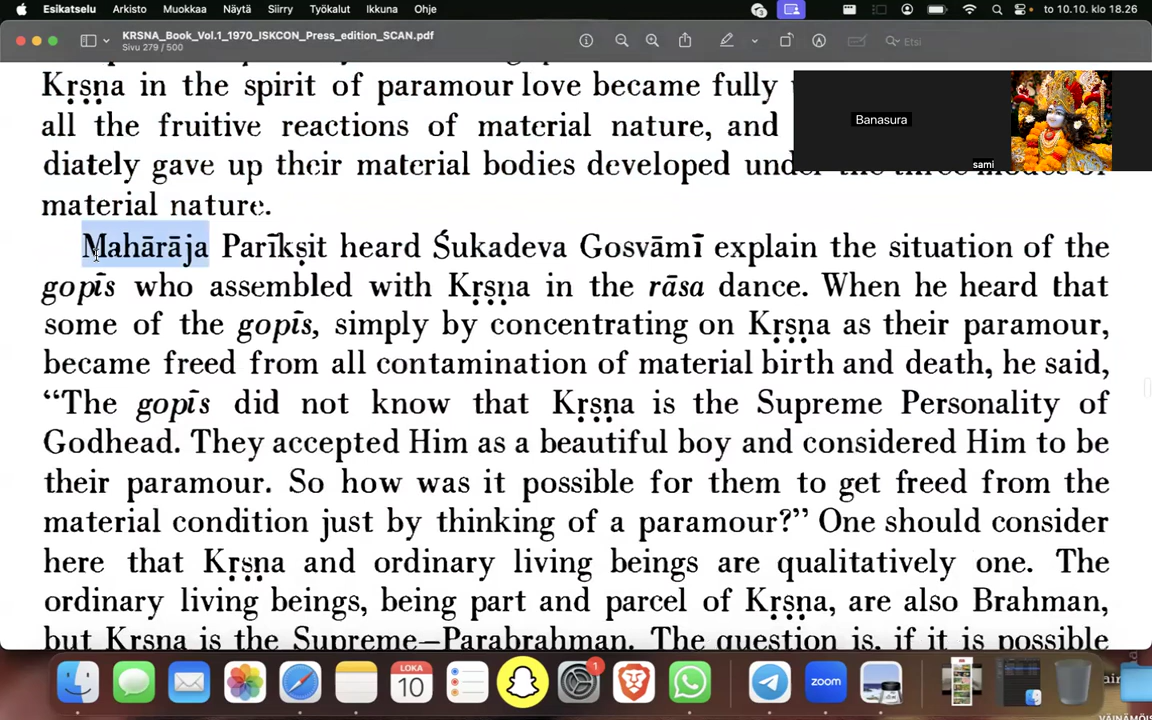 Esikatselu Arkisto Muokkaa Näytä Siirry Työkalut Ikkuna Ohje to 10.10. klo 18.26
KRSNA_Book_Vol.1_1970_ISKCON_Press_edition_SCAN.pdf
Sivu 279 / 500
Etsi
Kṛṣṇa in the spirit of paramour love became fully
all the fruitive reactions of material nature, and
Banasura
sami
diately gave up their material bodies developed under the three modes of
material nature.
Mahārāja Parīkṣit heard Śukadeva Gosvāmī explain the situation of the
gopīs who assembled with Kṛṣṇa in the rāsa dance. When he heard that
some of the gopīs, simply by concentrating on Kṛṣṇa as their paramour,
became freed from all contamination of material birth and death, he said,
“The gopīs did not know that Kṛṣṇa is the Supreme Personality of
Godhead. They accepted Him as a beautiful boy and considered Him to be
their paramour. So how was it possible for them to get freed from the
material condition just by thinking of a paramour?” One should consider
here that Kṛṣṇa and ordinary living beings are qualitatively one. The
ordinary living beings, being part and parcel of Kṛṣṇa, are also Brahman,
but Kṛṣṇa is the Supreme—Parabrahman. The question is, if it is possible
LOKA
10
1
zoom
VÄINÄMÖIS